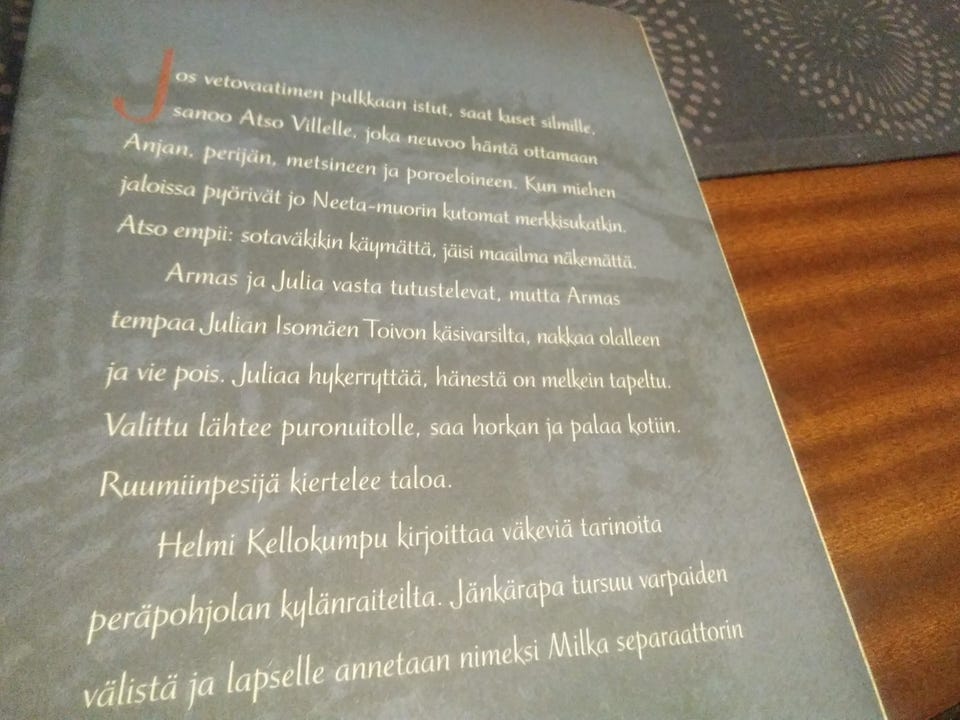 Jos vetovaatimen pulkkaan istut, saat kuset silmille,
sanoo Atso Villelle, joka neuvoo häntä ottamaan
Anjan, perijän, metsineen ja poroeloineen. Kun miehen
jaloissa pyörivät jo Neeta-muorin kutomat merkkisukatkin.
Atso empii: sotaväkikin käymättä, jäisi maailma näkemättä.
Armas ja Julia vasta tutustelevat, mutta Armas
tempaa Julian Isomäen Toivon käsivarsilta, nakkaa olalleen
ja vie pois. Juliaa hykerryttää, hänestä on melkein tapeltu.
Valittu lähtee puronuitolle, saa horkan ja palaa kotiin.
Ruumiinpesijä kiertelee taloa.
Helmi Kellokumpu kirjoittaa väkeviä tarinoita
peräpohjolan kylänraiteilta. Jänkärapa tursuu varpaiden
välistä ja lapselle annetaan nimeksi Milka separaattorin